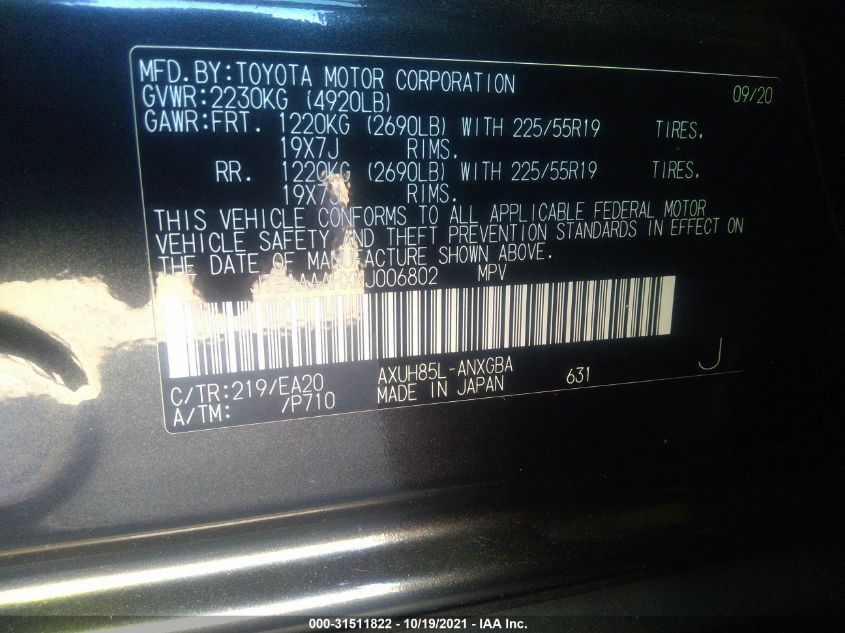 MFD.BY:TOYOTA MOTOR CORPORATION 09/20
GVWR:2230KG (4920LB)
GAWR:FRT. 1220KG (2690LB) WITH 225/55R19 TIRES.
19X7J RIMS.
RR. 1220KG (2690LB) WITH 225/55R19 TIRES.
19X7J RIMS.
THIS VEHICLE CONFORMS TO ALL APPLICABLE FEDERAL MOTOR
VEHICLE SAFETY AND THEFT PREVENTION STANDARDS IN EFFECT ON
THE DATE OF MANUFACTURE SHOWN ABOVE.
MPV
C/TR:219/EA20 AXUH85L-ANXGBA 631 J
A/TM: /P710 MADE IN JAPAN
000-31511822 - 10/19/2021 - IAA Inc.